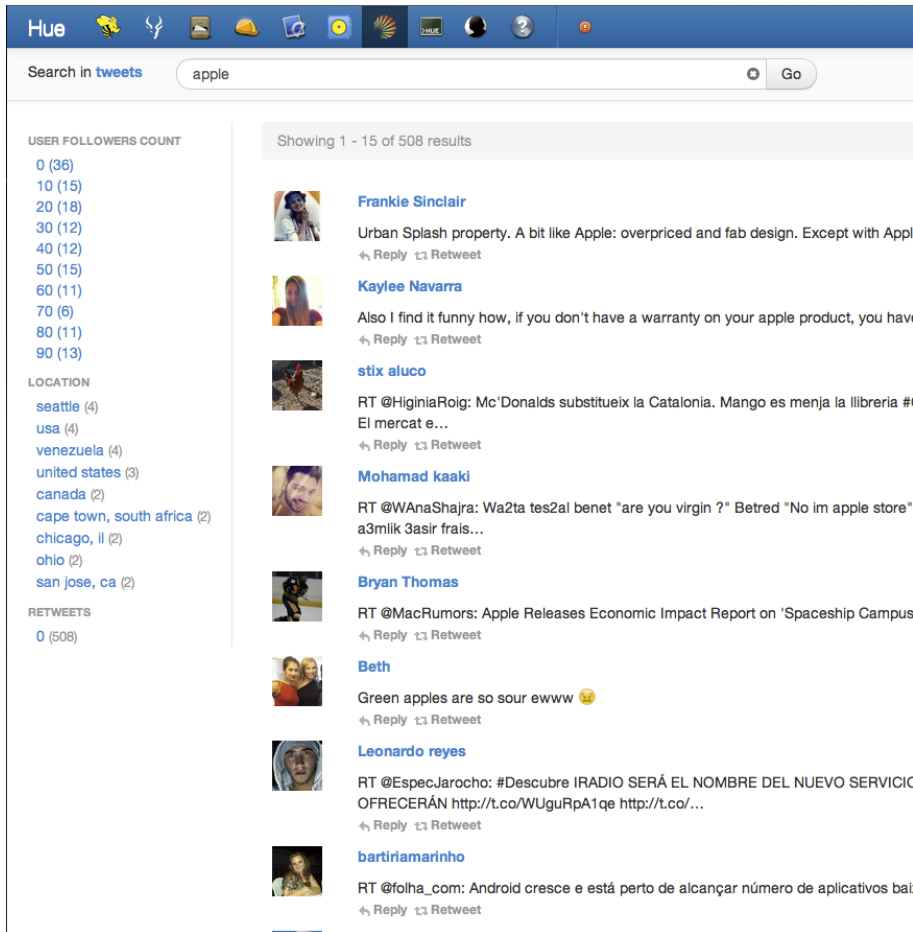 Hue
>HUE
?
Search in tweets
apple
Go
USER FOLLOWERS COUNT
0 (36)
10 (15)
20 (18)
30 (12)
40 (12)
50 (15)
60 (11)
70 (6)
80 (11)
90 (13)
LOCATION
seattle (4)
usa (4)
venezuela (4)
united states (3)
canada (2)
cape town, south africa (2)
chicago, il (2)
ohio (2)
san jose, ca (2)
RETWEETS
0 (508)
Showing 1 - 15 of 508 results
Frankie Sinclair
Urban Splash property. A bit like Apple: overpriced and fab design. Except with Appl
Reply Retweet
Kaylee Navarra
Also I find it funny how, if you don't have a warranty on your apple product, you have
Reply Retweet
stix aluco
RT @HiginiaRoig: Mc'Donalds substitueix la Catalonia. Mango es menja la llibreria #
El mercat e...
Reply Retweet
Mohamad kaaki
RT @WAnaShajra: Wa2ta tes2al benet "are you virgin ?" Betred "No im apple store"
a3mlik 3asir frais...
Reply Retweet
Bryan Thomas
RT @MacRumors: Apple Releases Economic Impact Report on 'Spaceship Campus
Reply Retweet
Beth
Green apples are so sour ewww 😠
Reply Retweet
Leonardo reyes
RT @EspecJarocho: #Descubre IRADIO SERÁ EL NOMBRE DEL NUEVO SERVICIO
OFRECERÁN http://t.co/WUguRpA1qe http://t.co/...
Reply Retweet
bartiriamarinho
RT @folha_com: Android cresce e está perto de alcançar número de aplicativos bai
Reply Retweet